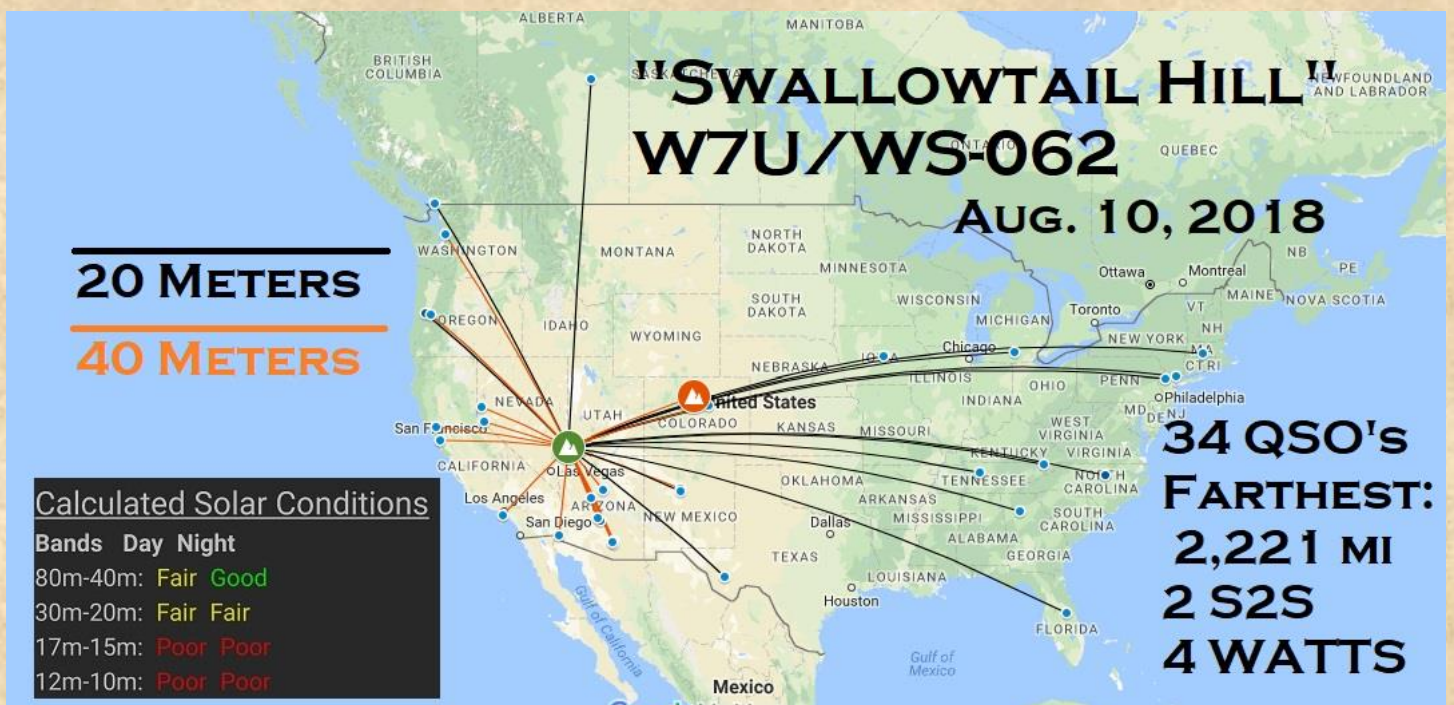 ALBERTA
MANITOBA
BRITISH
COLUMBIA
"SWALLOWTAIL HILL"
NEWFOUNDLAND
AND LABRADOR
W7U/WS-062
ONTARIO
QUEBEC
AUG. 10, 2018
20 METERS
40 METERS
WASHINGTON
MONTANA
NORTH
DAKOTA
MINNESOTA
Ottawa
Montreal
NB
PE
MAINE
NOVA SCOTIA
OREGON
IDAHO
SOUTH
DAKOTA
WISCONSIN
MICHIGAN
Toronto
VT
NH
WYOMING
NEW YORK
MA
CT RI
NEBRASKA
IOWA
Chicago
ILLINOIS
OHIO
PENN
NEVADA
UTAH
COLORADO
United States
KANSAS
MISSOURI
INDIANA
Philadelphia
MD
DE
NJ
WEST
VIRGINIA
San Francisco
KENTUCKY
VIRGINIA
CALIFORNIA
Las Vegas
OKLAHOMA
TENNESSEE
NORTH
CAROLINA
Los Angeles
ARIZONA
NEW MEXICO
ARKANSAS
SOUTH
CAROLINA
San Diego
Dallas
MISSISSIPPI
ALABAMA
GEORGIA
TEXAS
LOUISIANA
Houston
FLORIDA
Gulf of
California
Gulf of
Mexico
Mexico
34 QSO'S
FARTHEST:
2,221 MI
2 S2S
4 WATTS
Calculated Solar Conditions
Bands Day Night
80m-40m: Fair Good
30m-20m: Fair Fair
17m-15m: Poor Poor
12m-10m: Poor Poor